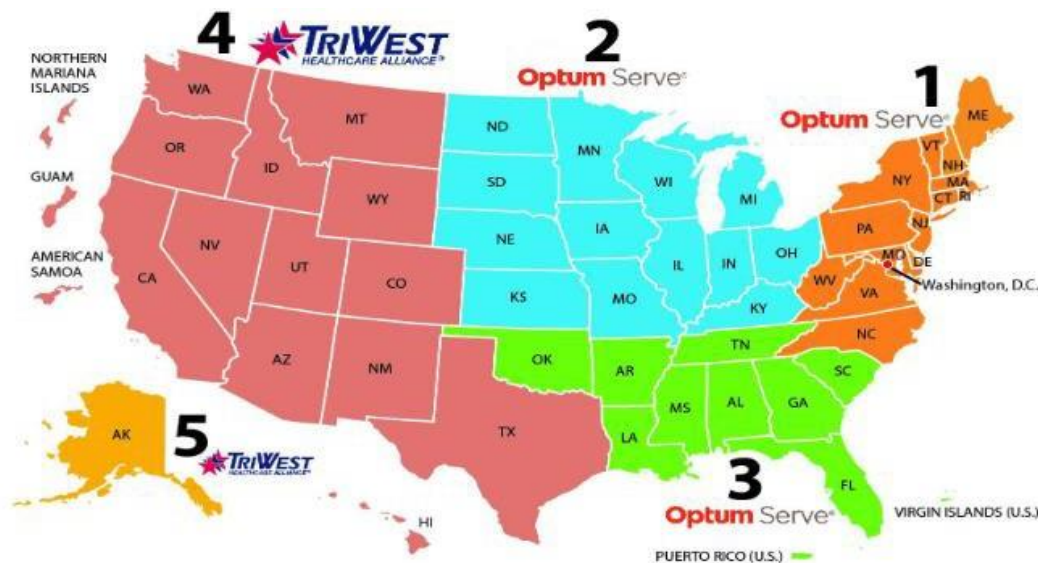 4 TRIWEST
HEALTHCARE ALLIANCE
2
Optum Serve
1
Optum Serve
NORTHERN
MARIANA
ISLANDS
GUAM
AMERICAN
SAMOA
WA
OR
CA
NV
ID
MT
WY
UT
CO
AZ
NM
TX
HI
ND
SD
NE
KS
MN
IA
MO
WI
IL
MI
IN
OH
KY
ME
VT
NH
MA
CT
RI
NY
PA
NJ
MD
DE
Washington, D.C.
WV
VA
NC
OK
AR
LA
TN
MS
AL
GA
SC
FL
AK
5 TRIWEST
HEALTHCARE ALLIANCE
3
Optum Serve
VIRGIN ISLANDS (U.S.)
PUERTO RICO (U.S.)